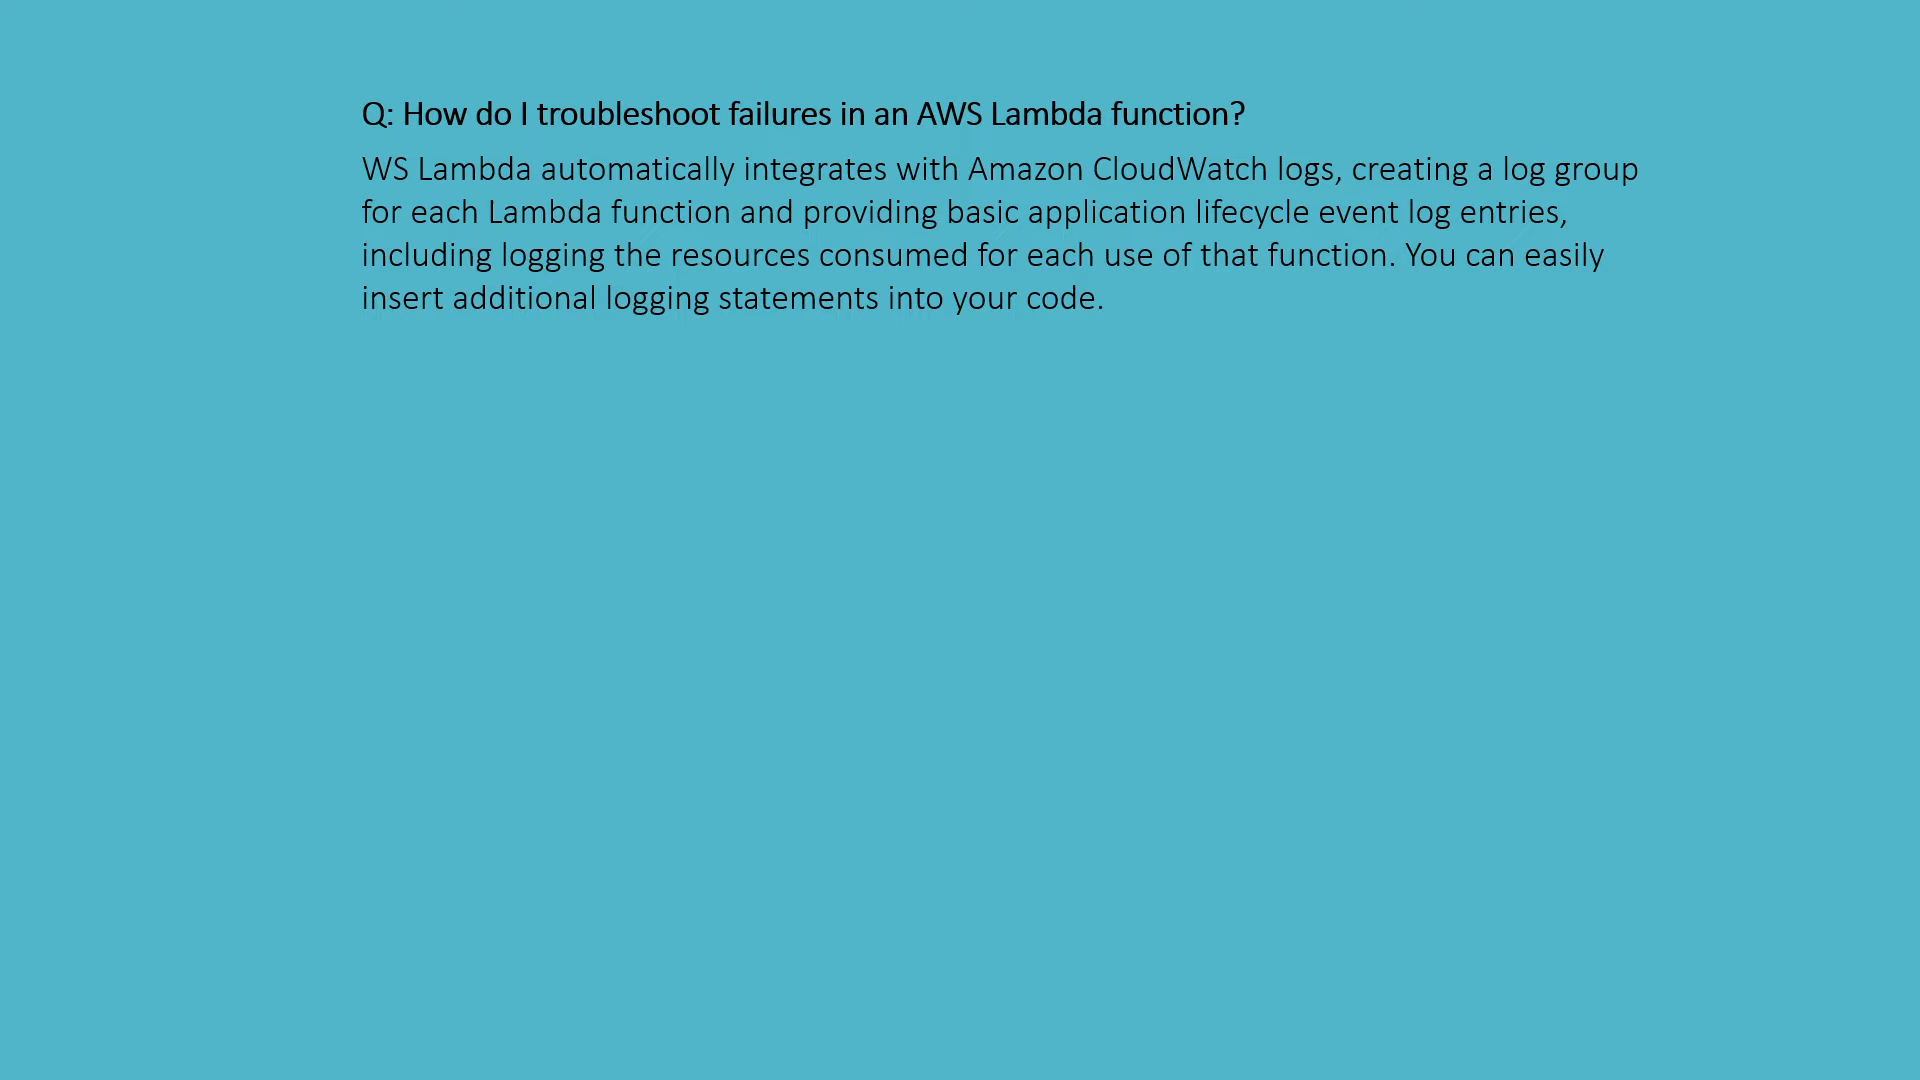 Q: How do I troubleshoot failures in an AWS Lambda function?
WS Lambda automatically integrates with Amazon CloudWatch logs, creating a log group
for each Lambda function and providing basic application lifecycle event log entries,
including logging the resources consumed for each use of that function. You can easily
insert additional logging statements into your code.